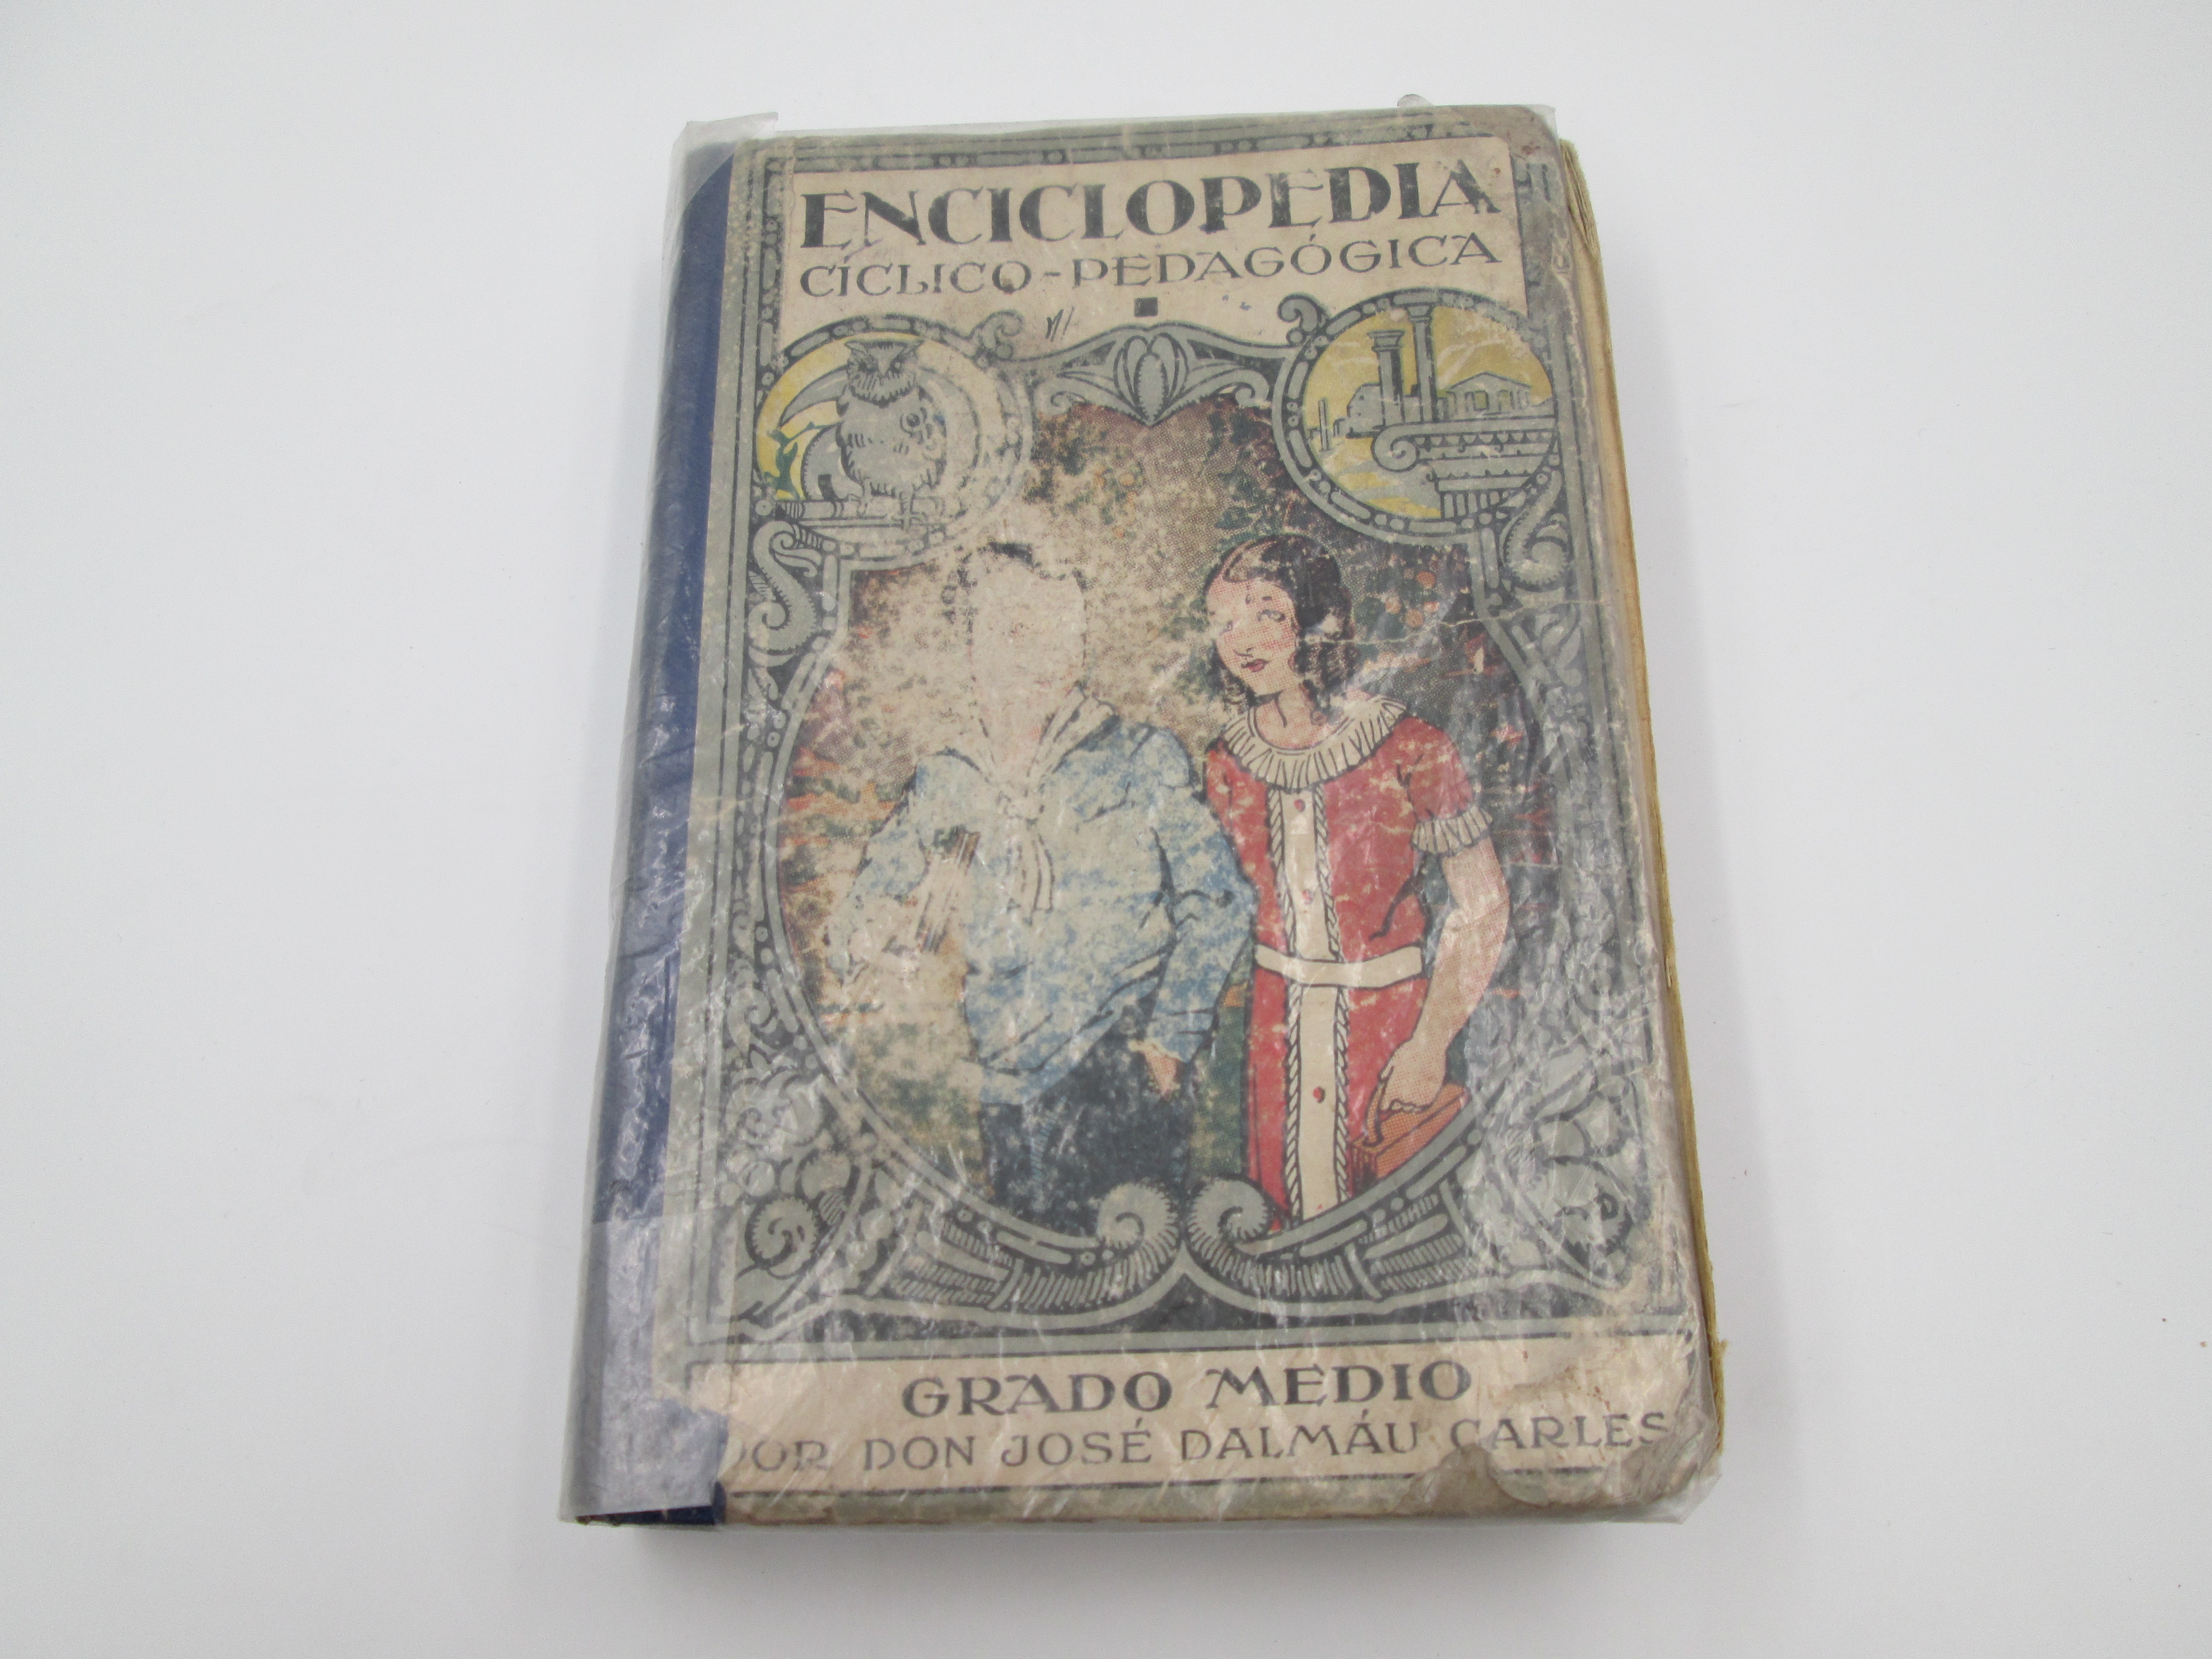 ENCICLOPEDIA
CÍCLICO-PEDAGÓGICA
GRADO MEDIO
POR DON JOSÉ DALMÁU CARLES